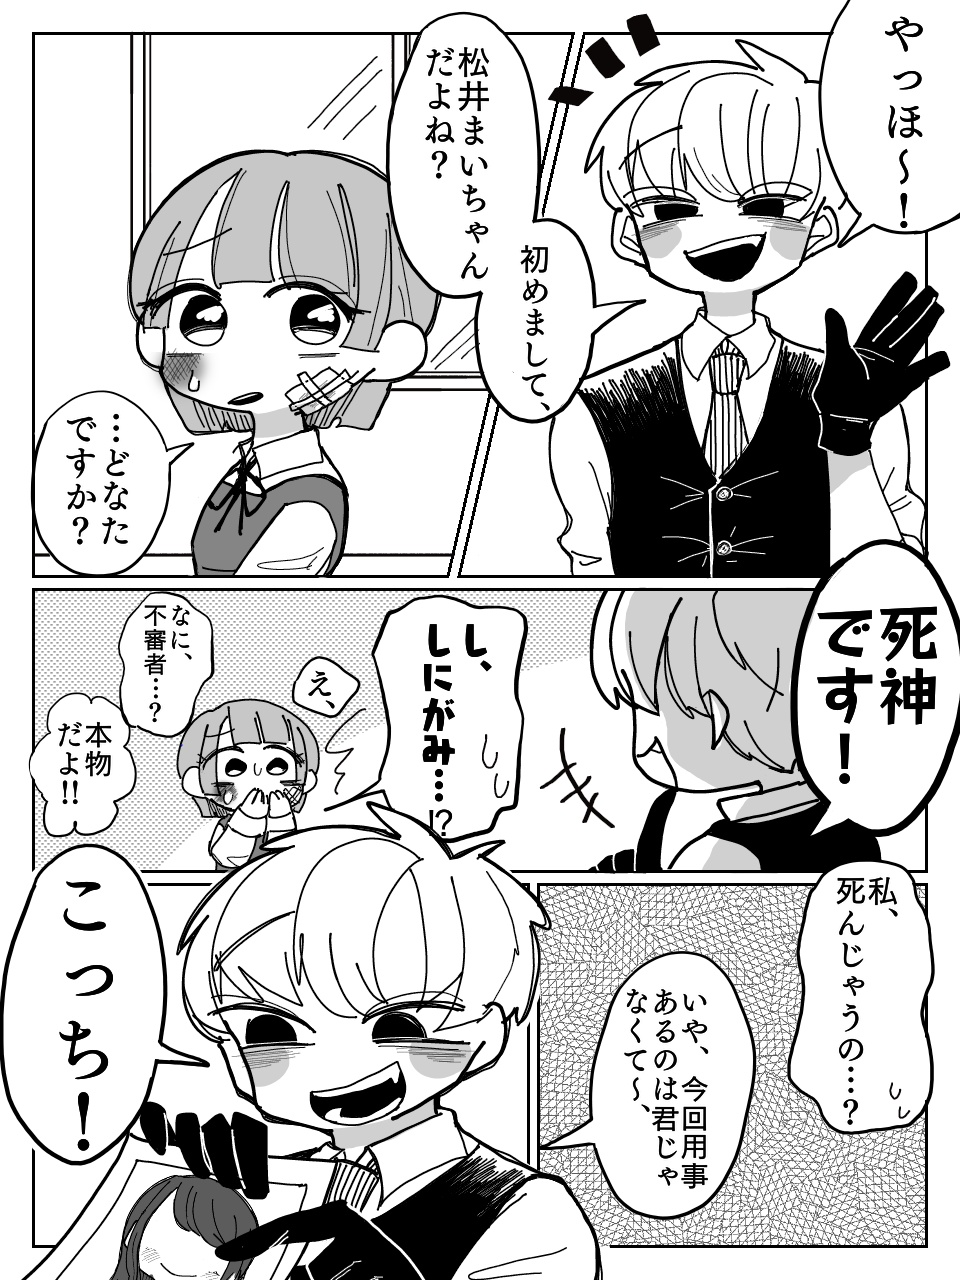 やっほ〜！
初めまして、
松井まいちゃん
だよね？
…どなた
ですか？
死神
です！
し、
しにがみ…!?
え、
なに、
不審者…？
本物
だよ!!
私、
死んじゃうの…？
いや、今回用事
あるのは君じゃ
なくて〜、
こっち！